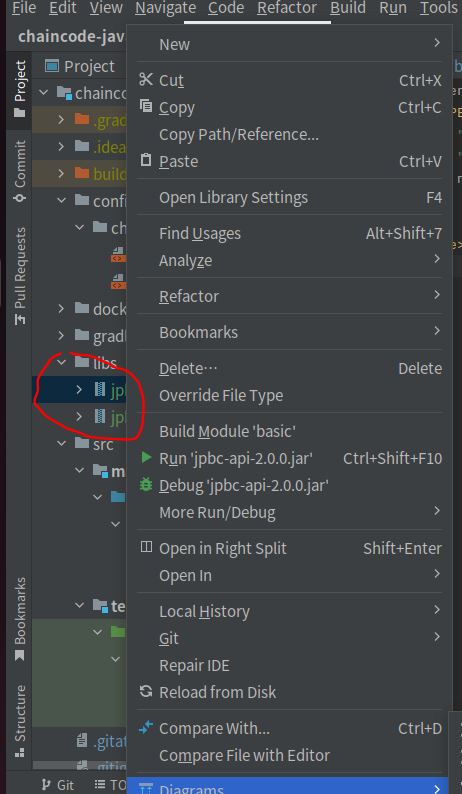 File Edit View Navigate Code Refactor Build Run Tools
chaincode-jav
Project
Project
chainco
.grad
.idea
build
confi
ch
dock
gradl
libs
jpl
jpl
src
m
te
.gitat
.gitig
Commit
Pull Requests
Bookmarks
Structure
Git
TO
New
Cut Ctrl+X
Copy Ctrl+C
Copy Path/Reference...
Paste Ctrl+V
Open Library Settings F4
Find Usages Alt+Shift+7
Analyze
Refactor
Bookmarks
Delete... Delete
Override File Type
Build Module 'basic'
Run 'jpbc-api-2.0.0.jar' Ctrl+Shift+F10
Debug 'jpbc-api-2.0.0.jar'
More Run/Debug
Open in Right Split Shift+Enter
Open In
Local History
Git
Repair IDE
Reload from Disk
Compare With... Ctrl+D
Compare File with Editor
Diagrams